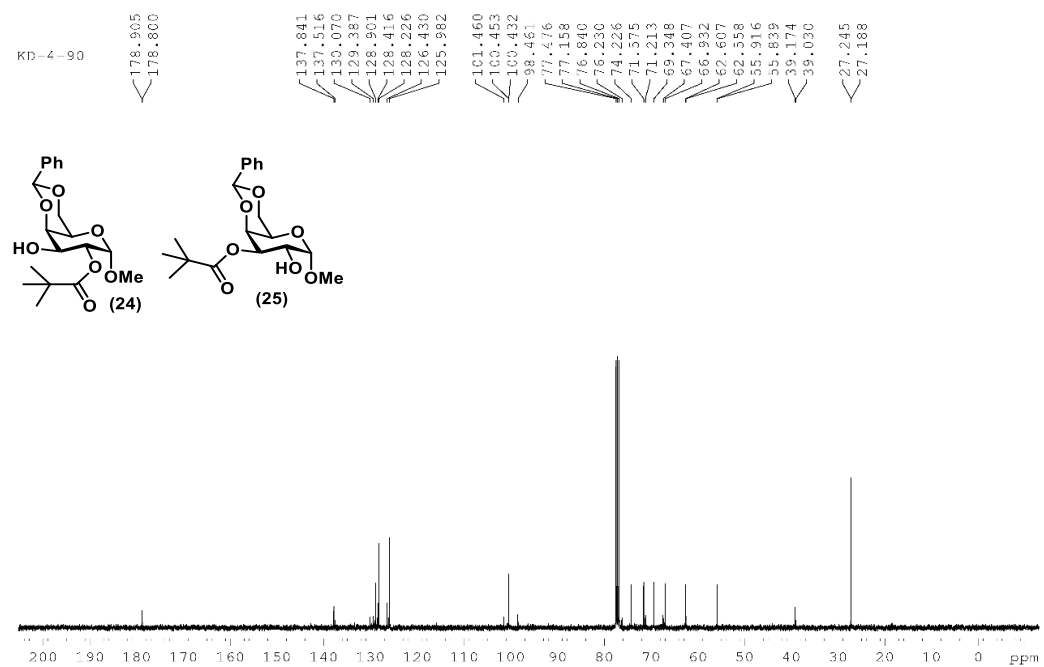 KD-4-90
178.905
178.800
137.841
137.516
130.070
129.387
128.901
128.416
128.226
126.430
125.982
101.460
100.453
100.432
98.461
77.476
77.158
76.840
76.230
74.226
71.575
71.213
69.348
67.407
66.932
62.607
62.558
55.916
55.839
39.174
39.030
27.245
27.188
Ph
O
O
O
HO
O
OMe
O
(24)
Ph
O
O
O
O
HO
OMe
O
(25)
200 190 180 170 160 150 140 130 120 110 100 90 80 70 60 50 40 30 20 10 0 ppm